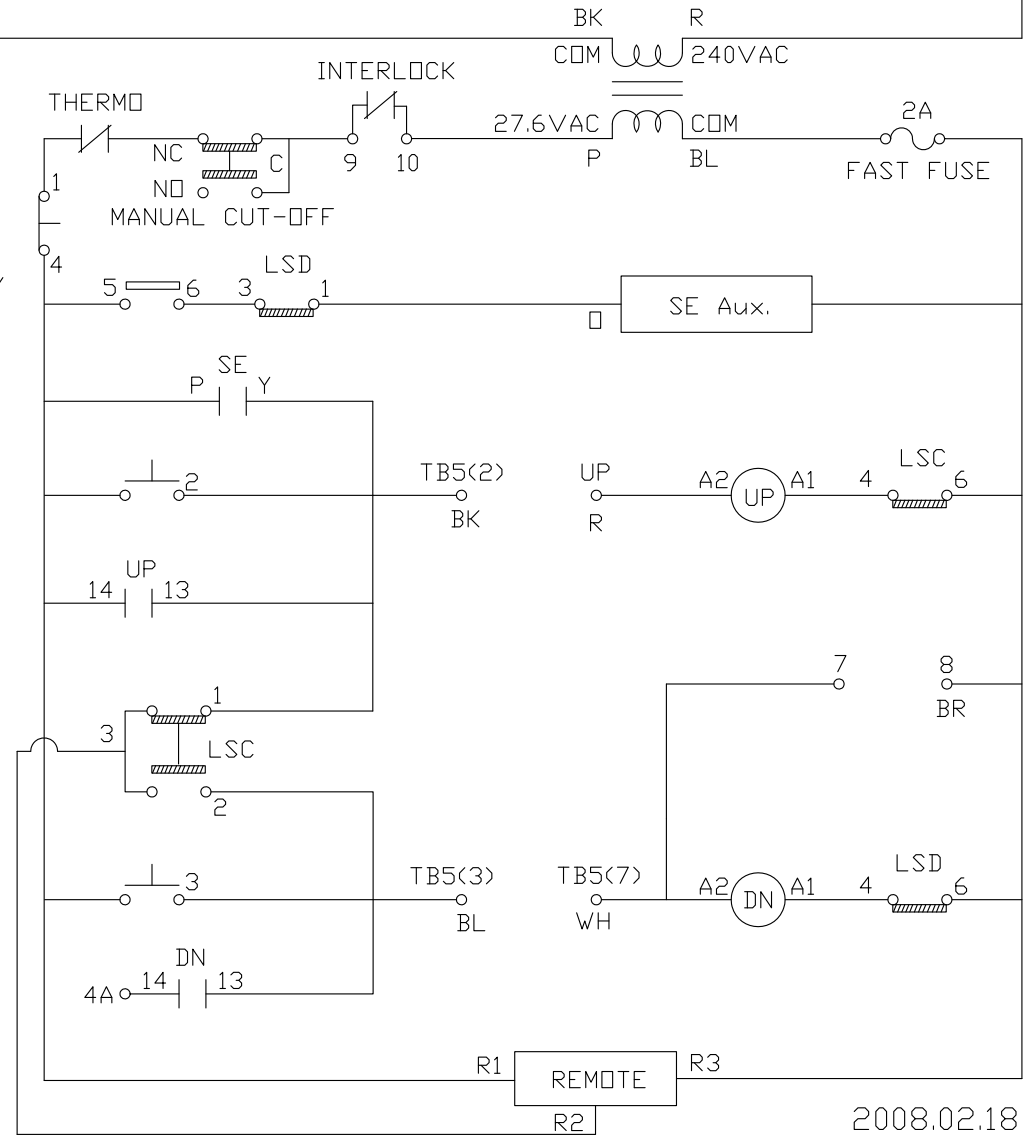 BK R
COM 240VAC
INTERLOCK
THERMO
27.6VAC COM
2A
NC C
9 10
P BL
FAST FUSE
NO
1
MANUAL CUT-OFF
4
LSD
5 6 3 1
O
SE Aux.
SE
P Y
2
TB5(2)
BK
UP
R
A2 UP A1
LSC
4 6
UP
14 13
1
3
LSC
2
7 8
BR
3
TB5(3)
BL
TB5(7)
WH
A2 DN A1
LSD
4 6
DN
4A 14 13
R1 REMOTE R3
R2
2008.02.18